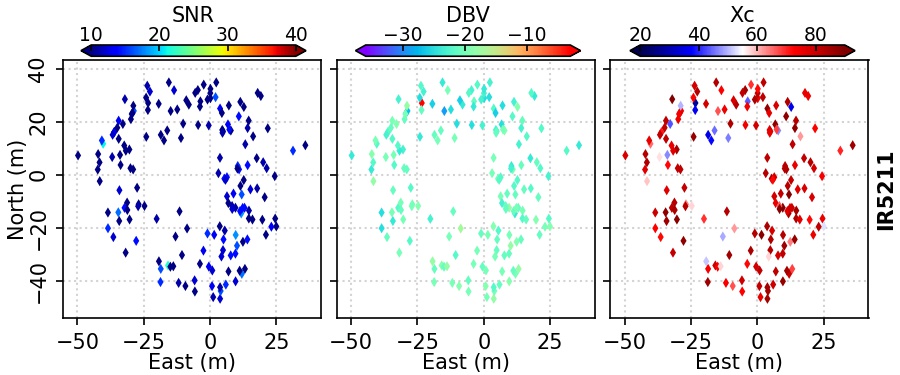 SNR DBV Xc
10 20 30 40 −30 −20 −10 20 40 60 80
40
20
0
−20
−40
North (m)
−50 −25 0 25 −50 −25 0 25 −50 −25 0 25
East (m) East (m) East (m)
IR5211